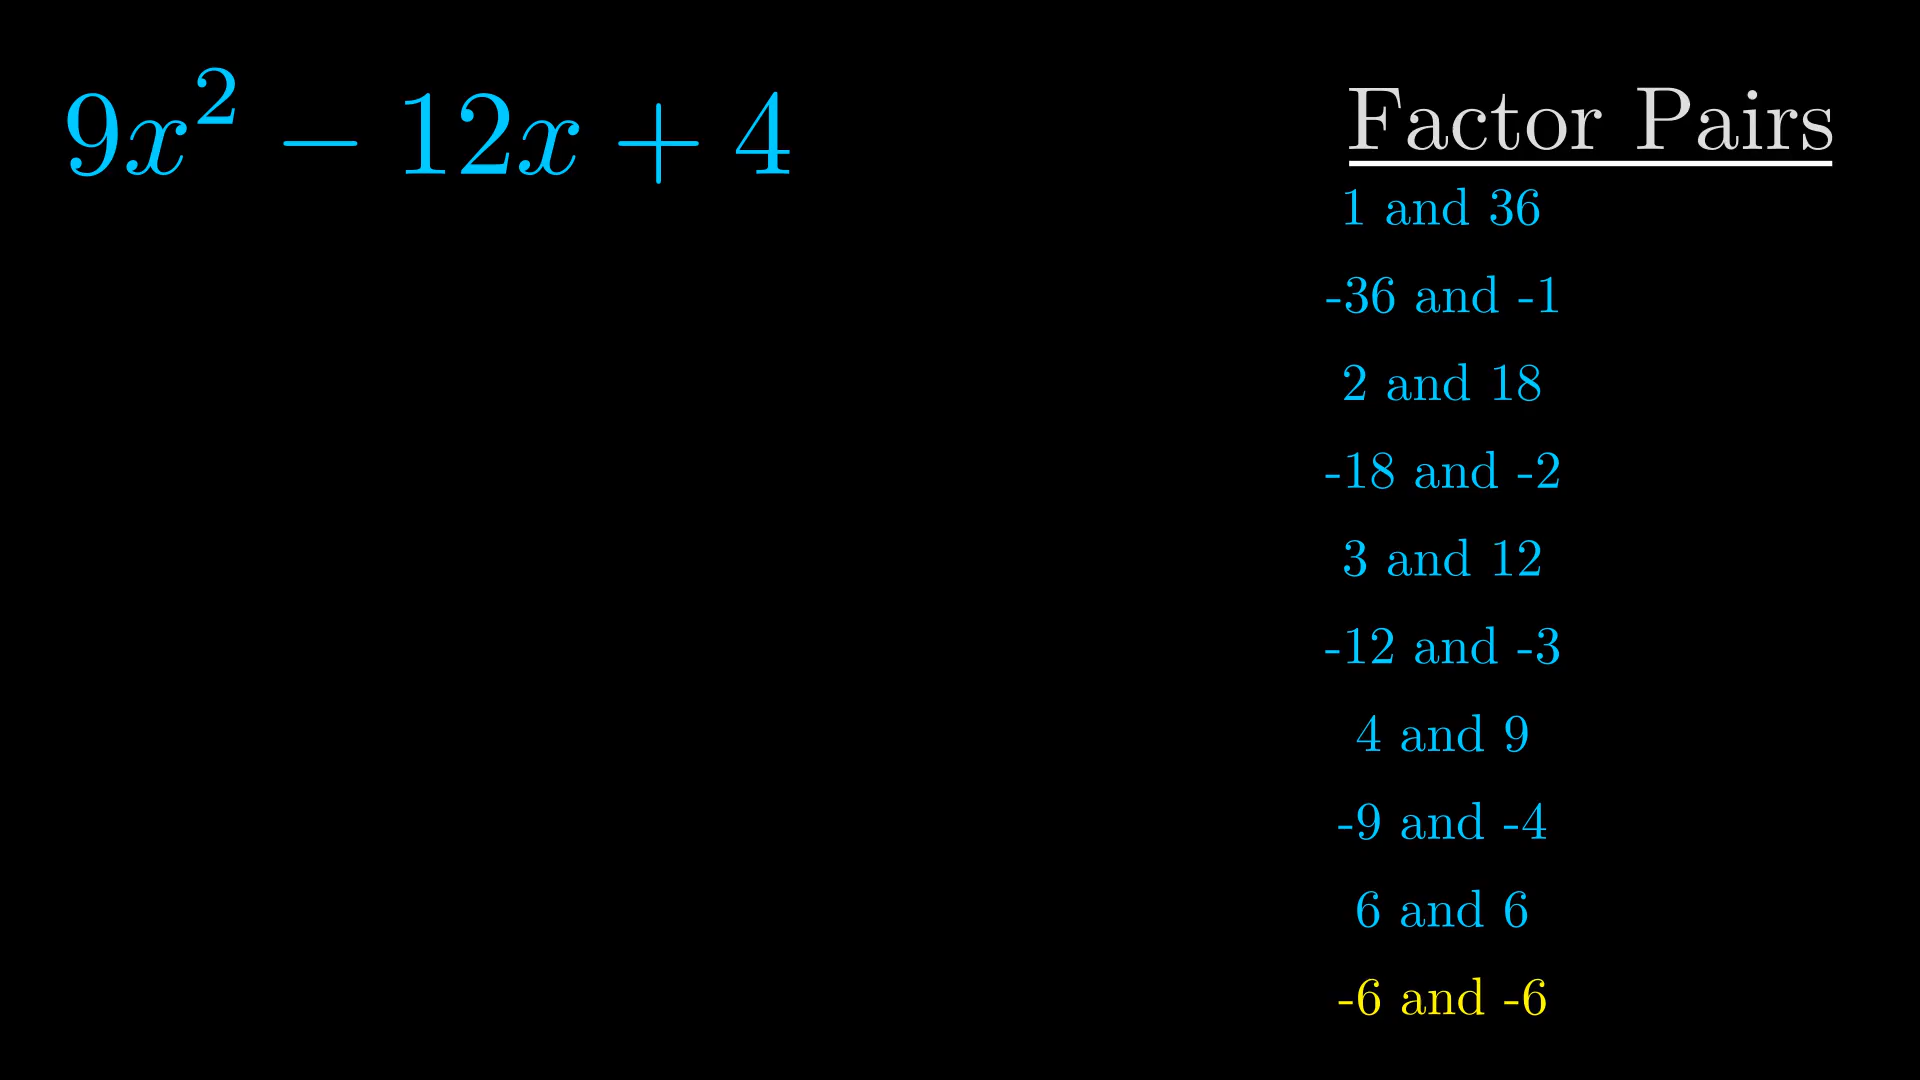 9x² − 12x + 4
Factor Pairs
1 and 36
-36 and -1
2 and 18
-18 and -2
3 and 12
-12 and -3
4 and 9
-9 and -4
6 and 6
-6 and -6